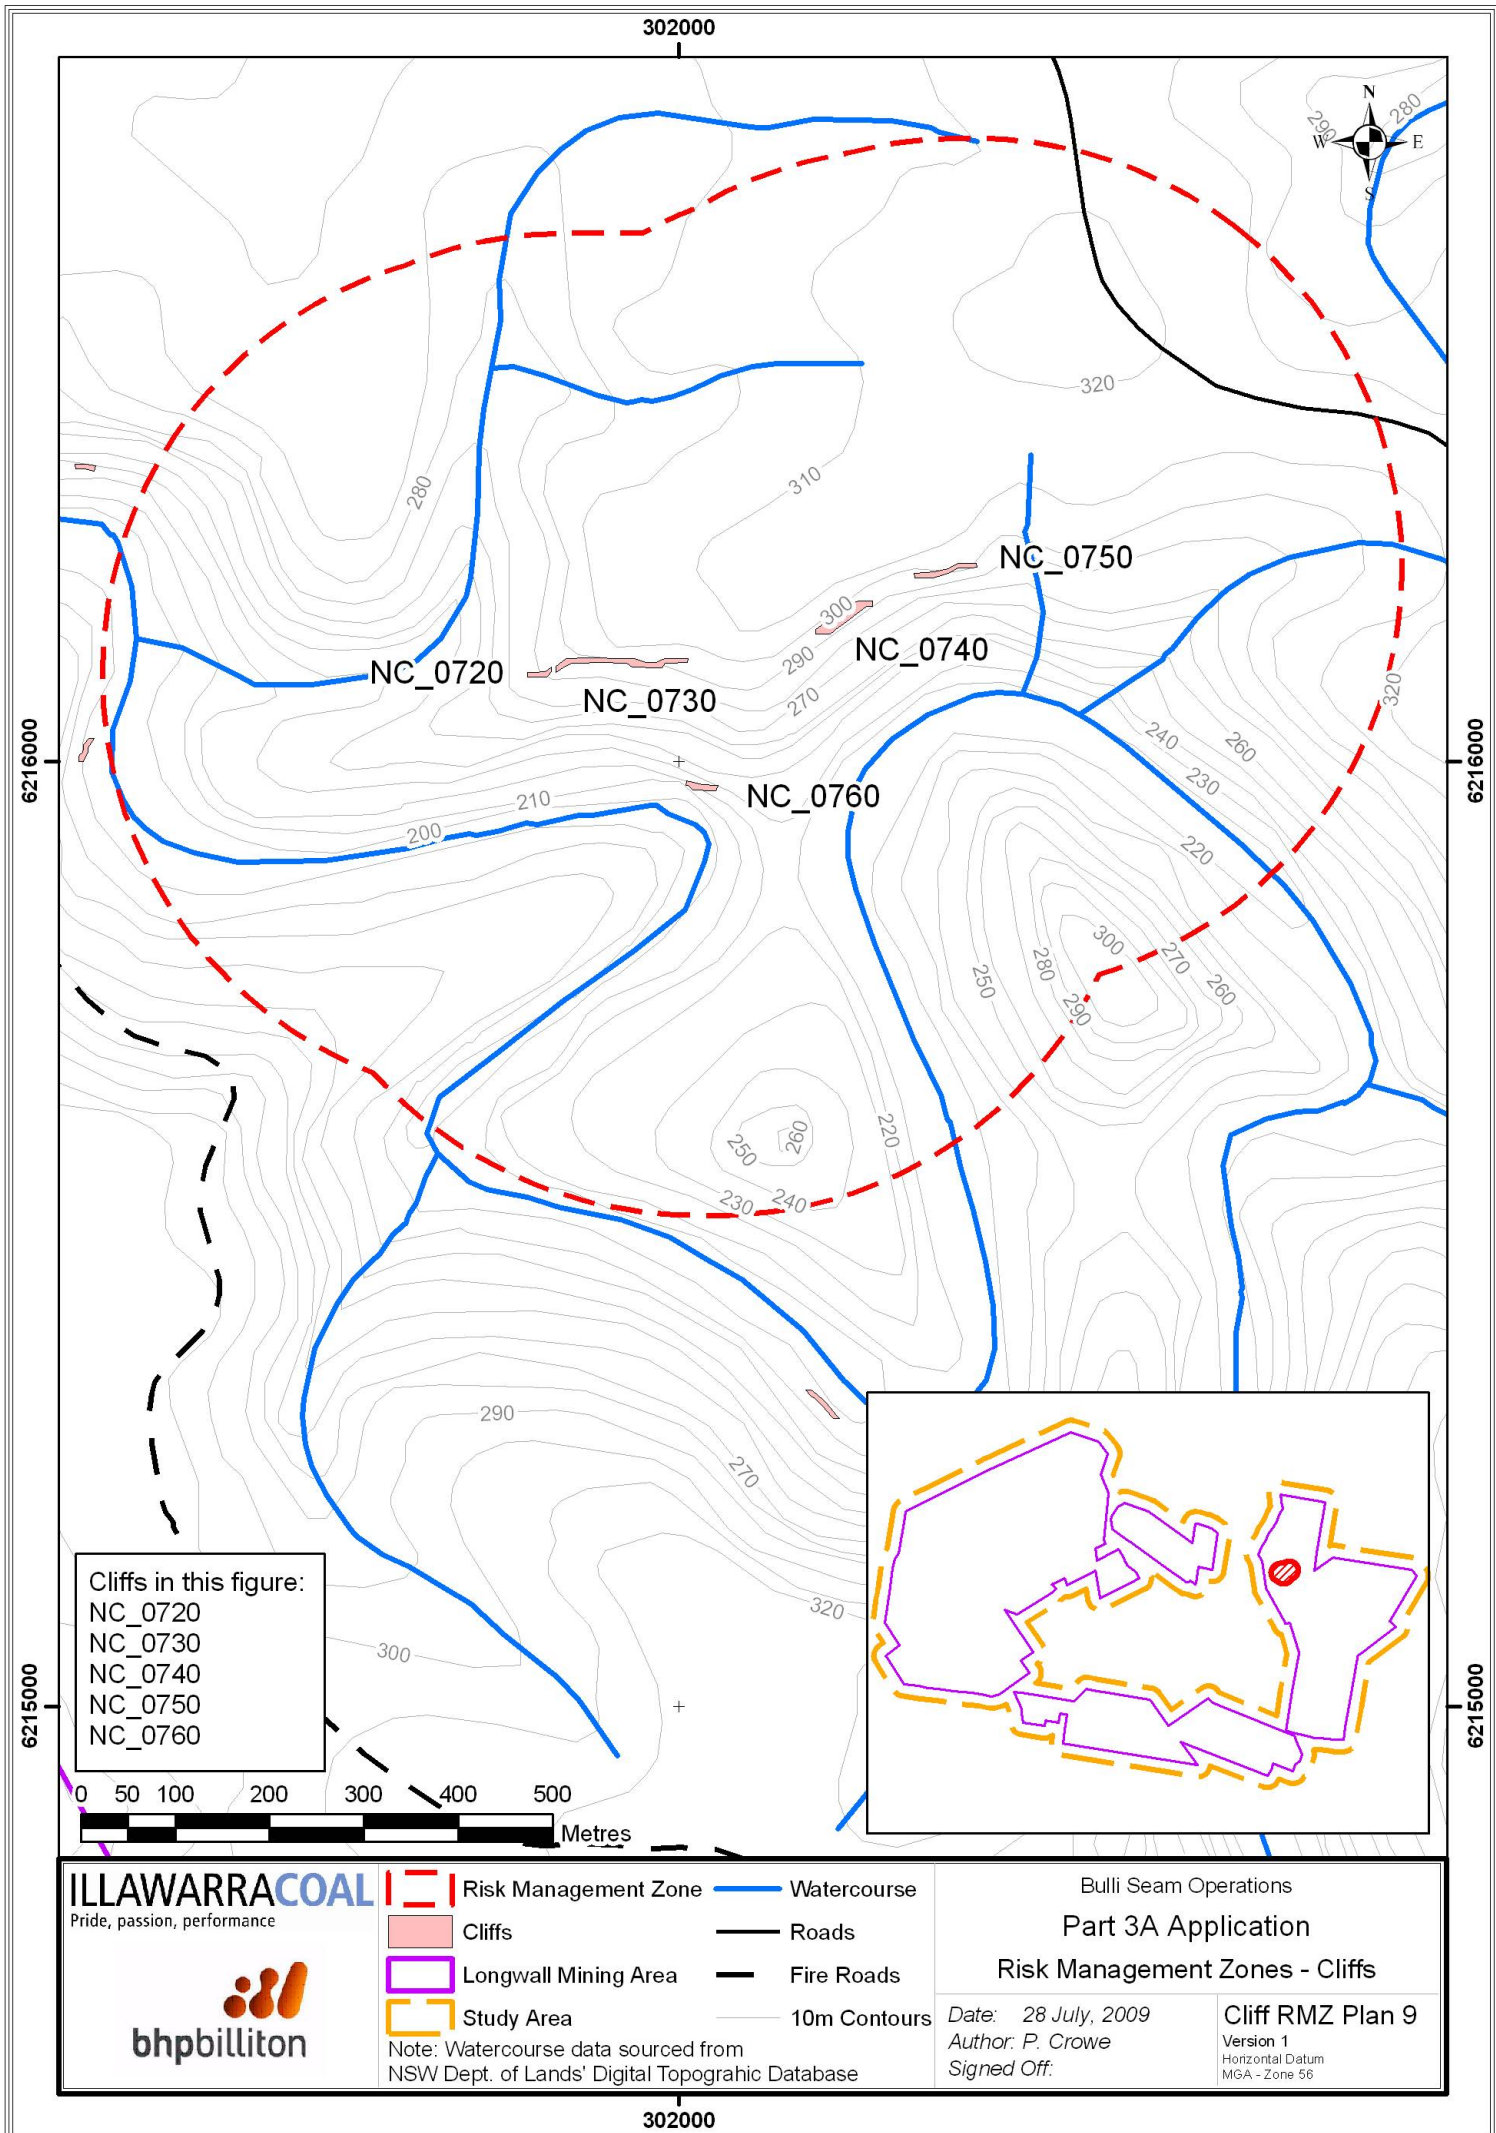 302000
N
W
E
S
290
280
320
280
310
NC_0750
300
NC_0740
290
NC_0720
NC_0730
270
320
240
260
230
6216000
6216000
NC_0760
210
200
220
300
270
250
280
260
290
220
250
260
230
240
290
270
320
300
Cliffs in this figure:
NC_0720
NC_0730
NC_0740
NC_0750
NC_0760
6215000
6215000
0 50 100 200 300 400 500
Metres
ILLAWARRACOAL
Pride, passion, performance
bhpbilliton
Risk Management Zone
Cliffs
Longwall Mining Area
Study Area
Watercourse
Roads
Fire Roads
10m Contours
Note: Watercourse data sourced from
NSW Dept. of Lands' Digital Topograhic Database
Bulli Seam Operations
Part 3A Application
Risk Management Zones - Cliffs
Date: 28 July, 2009
Author: P. Crowe
Signed Off:
Cliff RMZ Plan 9
Version 1
Horizontal Datum
MGA - Zone 56
302000